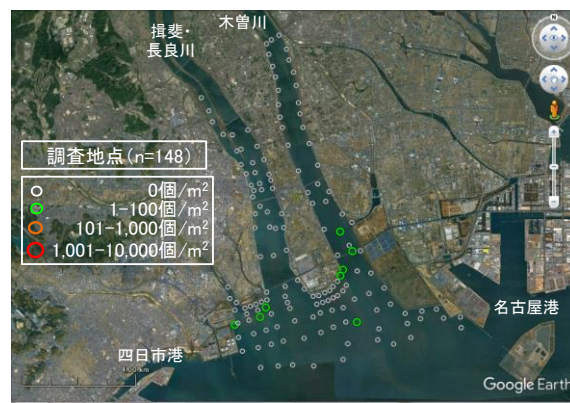 木曽川
揖斐・
長良川
N
調査地点(n=148)
0個/m²
1-100個/m²
101-1,000個/m²
1,001-10,000個/m²
名古屋港
四日市港
Google Earth